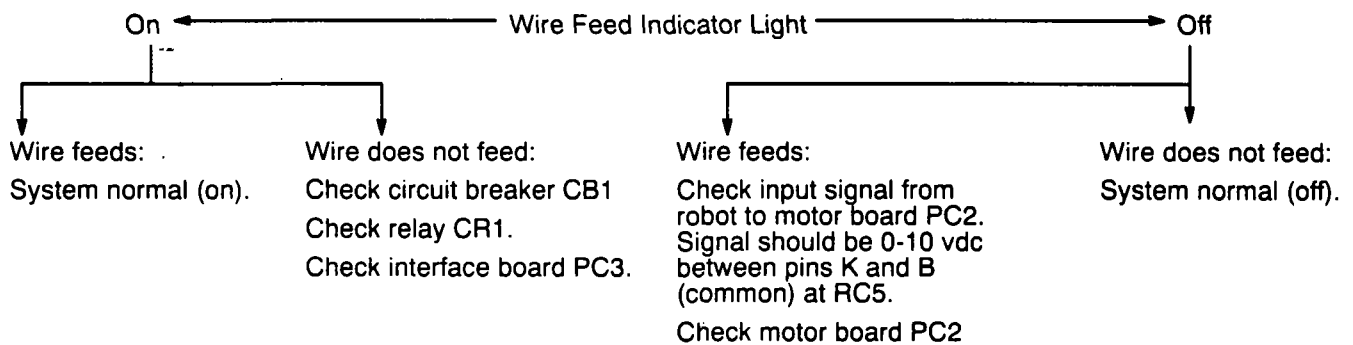 On Wire Feed Indicator Light Off
Wire feeds:
System normal (on).
Wire does not feed:
Check circuit breaker CB1
Check relay CR1.
Check interface board PC3.
Wire feeds:
Check input signal from
robot to motor board PC2.
Signal should be 0-10 vdc
between pins K and B
(common) at RC5.
Check motor board PC2
Wire does not feed:
System normal (off).